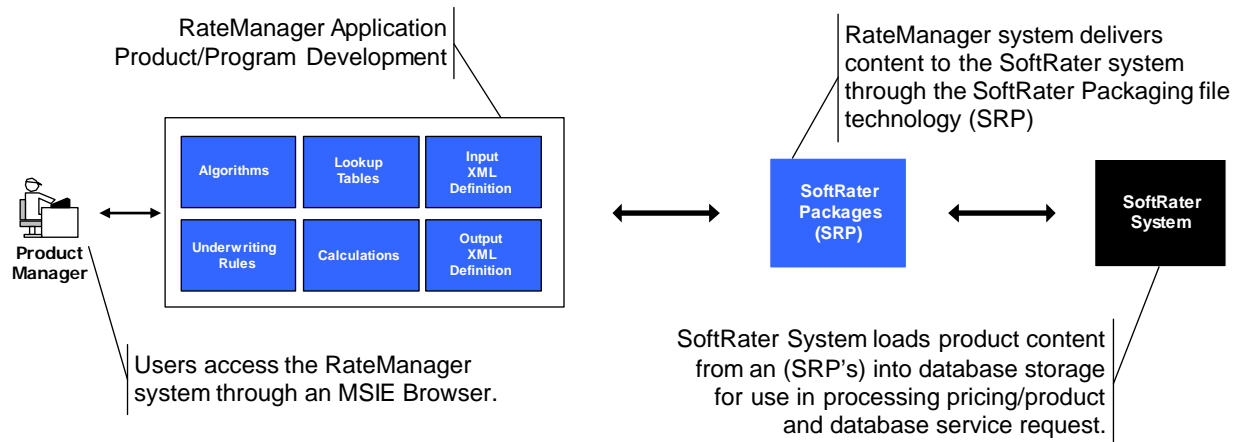 RateManager Application
Product/Program Development
RateManager system delivers
content to the SoftRater system
through the SoftRater Packaging file
technology (SRP)
Algorithms
Lookup
Tables
Input
XML
Definition
Underwriting
Rules
Calculations
Output
XML
Definition
Product
Manager
SoftRater
Packages
(SRP)
SoftRater
System
Users access the RateManager
system through an MSIE Browser.
SoftRater System loads product content
from an (SRP's) into database storage
for use in processing pricing/product
and database service request.